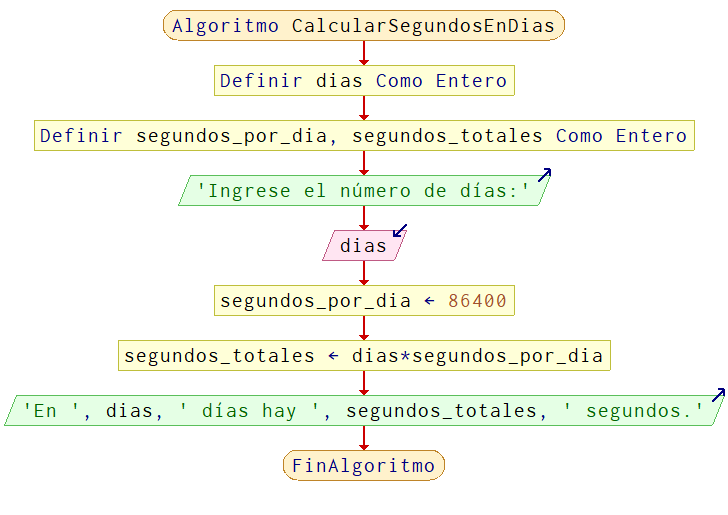 Algoritmo CalcularSegundosEnDias
Definir dias Como Entero
Definir segundos_por_dia, segundos_totales Como Entero
'Ingrese el número de días:'
dias
segundos_por_dia ← 86400
segundos_totales ← dias*segundos_por_dia
'En ', dias, ' días hay ', segundos_totales, ' segundos.'
FinAlgoritmo